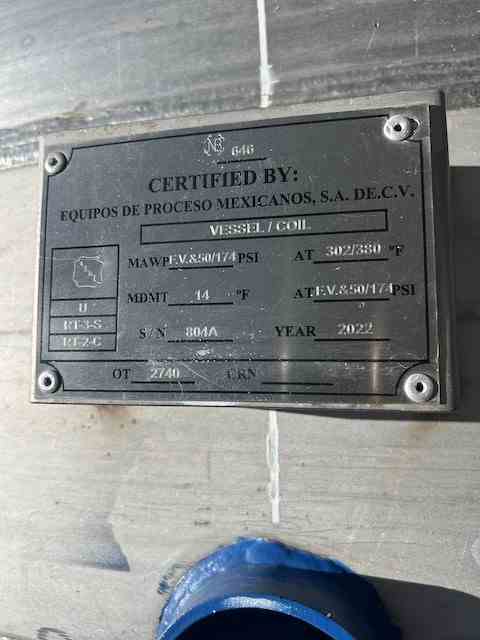 NB 646
CERTIFIED BY:
EQUIPOS DE PROCESO MEXICANOS, S.A. DE.C.V.
VESSEL / COIL
MAWP F.V.&50/174 PSI AT 302/380 °F
MDMT 14 °F AT F.V.&50/174 PSI
U
RT-3-S
RT-2-C
S/N 804A YEAR 2022
OT 2740 CRN